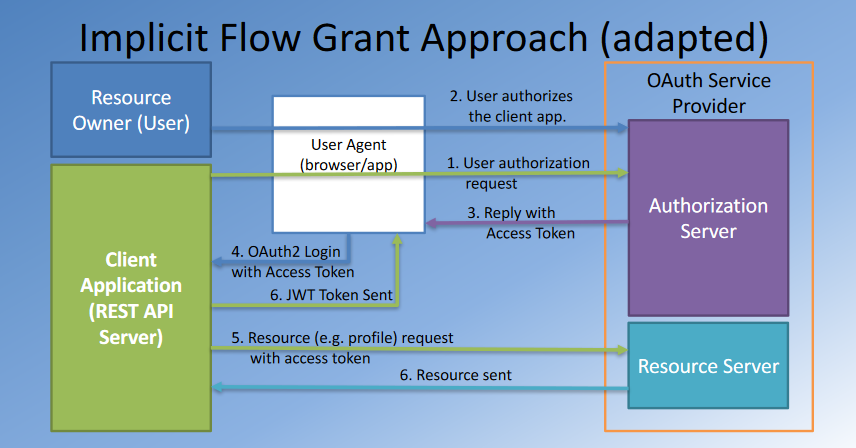 Implicit Flow Grant Approach (adapted)
Resource
Owner (User)
User Agent
(browser/app)
2. User authorizes
the client app.
OAuth Service
Provider
1. User authorization
request
3. Reply with
Access Token
Authorization
Server
Client
Application
(REST API
Server)
4. OAuth2 Login
with Access Token
6. JWT Token Sent
5. Resource (e.g. profile) request
with access token
6. Resource sent
Resource Server